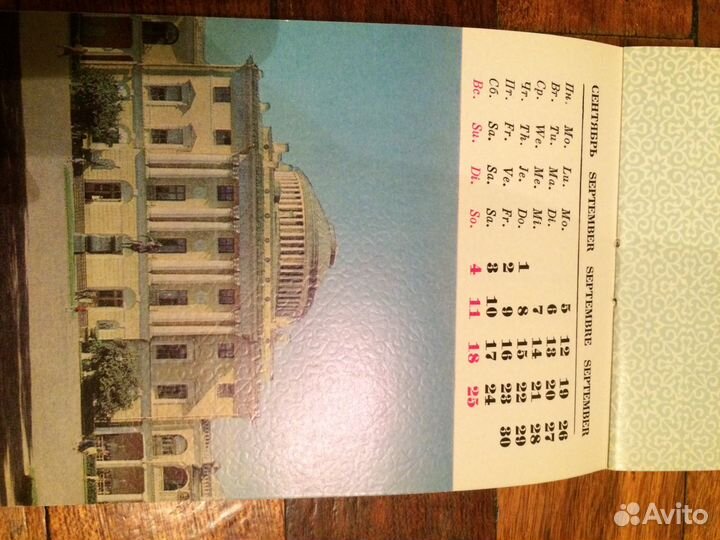 СЕНТЯБРЬ SEPTEMBER SEPTEMBRE SEPTEMBER
Пн. Mo. Lu. Mo. 5 12 19 26
Вт. Tu. Ma. Di. 6 13 20 27
Ср. We. Me. Mi. 7 14 21 28
Чт. Th. Je. Do. 1 8 15 22 29
Пт. Fr. Ve. Fr. 2 9 16 23 30
Сб. Sa. Sa. Sa. 3 10 17 24
Вс. Su. Di. So. 4 11 18 25
Avito